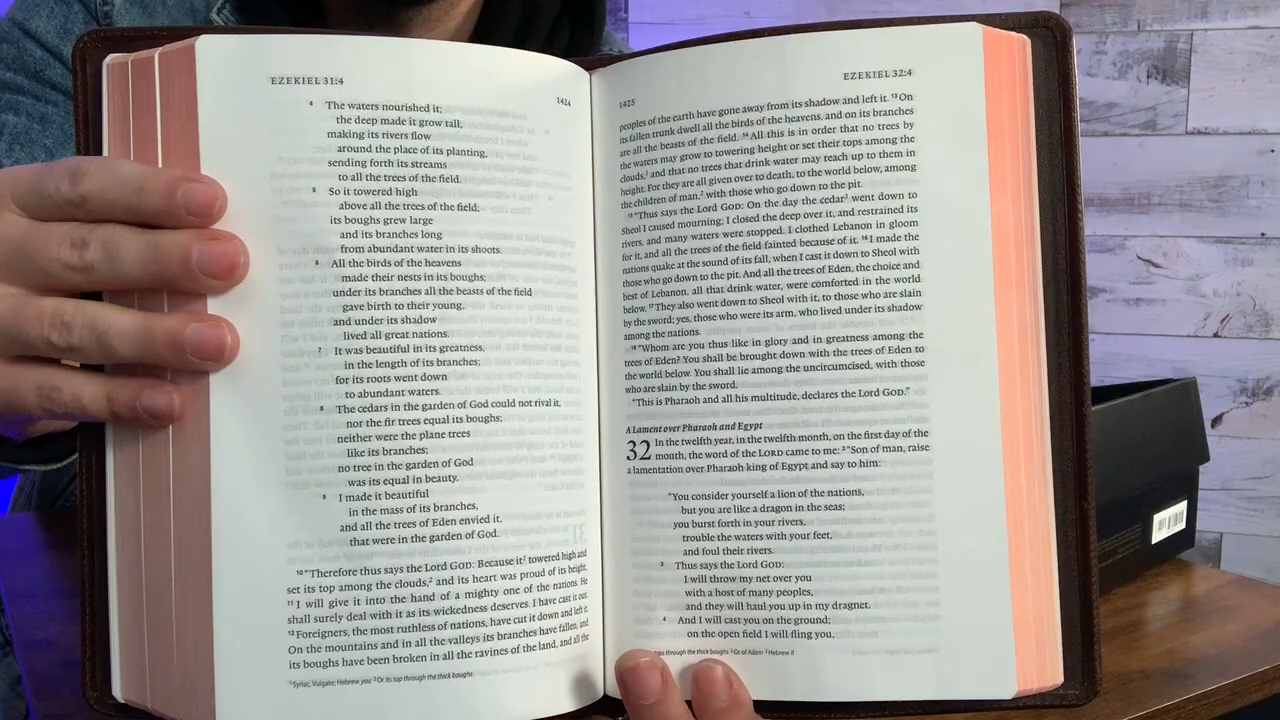 EZEKIEL 31:4
1424
4 The waters nourished it;
the deep made it grow tall,
making its rivers flow
around the place of its planting,
sending forth its streams
to all the trees of the field.
5 So it towered high
above all the trees of the field;
its boughs grew large
and its branches long
from abundant water in its shoots.
6 All the birds of the heavens
made their nests in its boughs;
under its branches all the beasts of the field
gave birth to their young,
and under its shadow
lived all great nations.
7 It was beautiful in its greatness,
in the length of its branches;
for its roots went down
to abundant waters.
8 The cedars in the garden of God could not rival it,
nor the fir trees equal its boughs;
neither were the plane trees
like its branches;
no tree in the garden of God
was its equal in beauty.
9 I made it beautiful
in the mass of its branches,
and all the trees of Eden envied it,
that were in the garden of God.
10 “Therefore thus says the Lord GOD: Because it1 towered high and
set its top among the clouds,2 and its heart was proud of its height,
11 I will give it into the hand of a mighty one of the nations. He
shall surely deal with it as its wickedness deserves. I have cast it out.
12 Foreigners, the most ruthless of nations, have cut it down and left it.
On the mountains and in all the valleys its branches have fallen, and
its boughs have been broken in all the ravines of the land, and all the
1 Syriac, Vulgate; Hebrew you 2 Or its top through the thick boughs
EZEKIEL 32:4
1425
peoples of the earth have gone away from its shadow and left it. 13 On
its fallen trunk dwell all the birds of the heavens, and on its branches
are all the beasts of the field. 14 All this is in order that no trees by
the waters may grow to towering height or set their tops among the
clouds,1 and that no trees that drink water may reach up to them in
height. For they are all given over to death, to the world below, among
the children of man,2 with those who go down to the pit.
15 “Thus says the Lord GOD: On the day the cedar3 went down to
Sheol I caused mourning; I closed the deep over it, and restrained its
rivers, and many waters were stopped. I clothed Lebanon in gloom
for it, and all the trees of the field fainted because of it. 16 I made the
nations quake at the sound of its fall, when I cast it down to Sheol with
those who go down to the pit. And all the trees of Eden, the choice and
best of Lebanon, all that drink water, were comforted in the world
below. 17 They also went down to Sheol with it, to those who are slain
by the sword; yes, those who were its arm, who lived under its shadow
among the nations.
18 “Whom are you thus like in glory and in greatness among the
trees of Eden? You shall be brought down with the trees of Eden to
the world below. You shall lie among the uncircumcised, with those
who are slain by the sword.
“This is Pharaoh and all his multitude, declares the Lord GOD.”
A Lament over Pharaoh and Egypt
32 In the twelfth year, in the twelfth month, on the first day of the
month, the word of the LORD came to me: 2 “Son of man, raise
a lamentation over Pharaoh king of Egypt and say to him:
“You consider yourself a lion of the nations,
but you are like a dragon in the seas;
you burst forth in your rivers,
trouble the waters with your feet,
and foul their rivers.
3 Thus says the Lord GOD:
I will throw my net over you
with a host of many peoples,
and they will haul you up in my dragnet.
4 And I will cast you on the ground;
on the open field I will fling you,
tops through the thick boughs 2 Or of Adam 3 Hebrew it